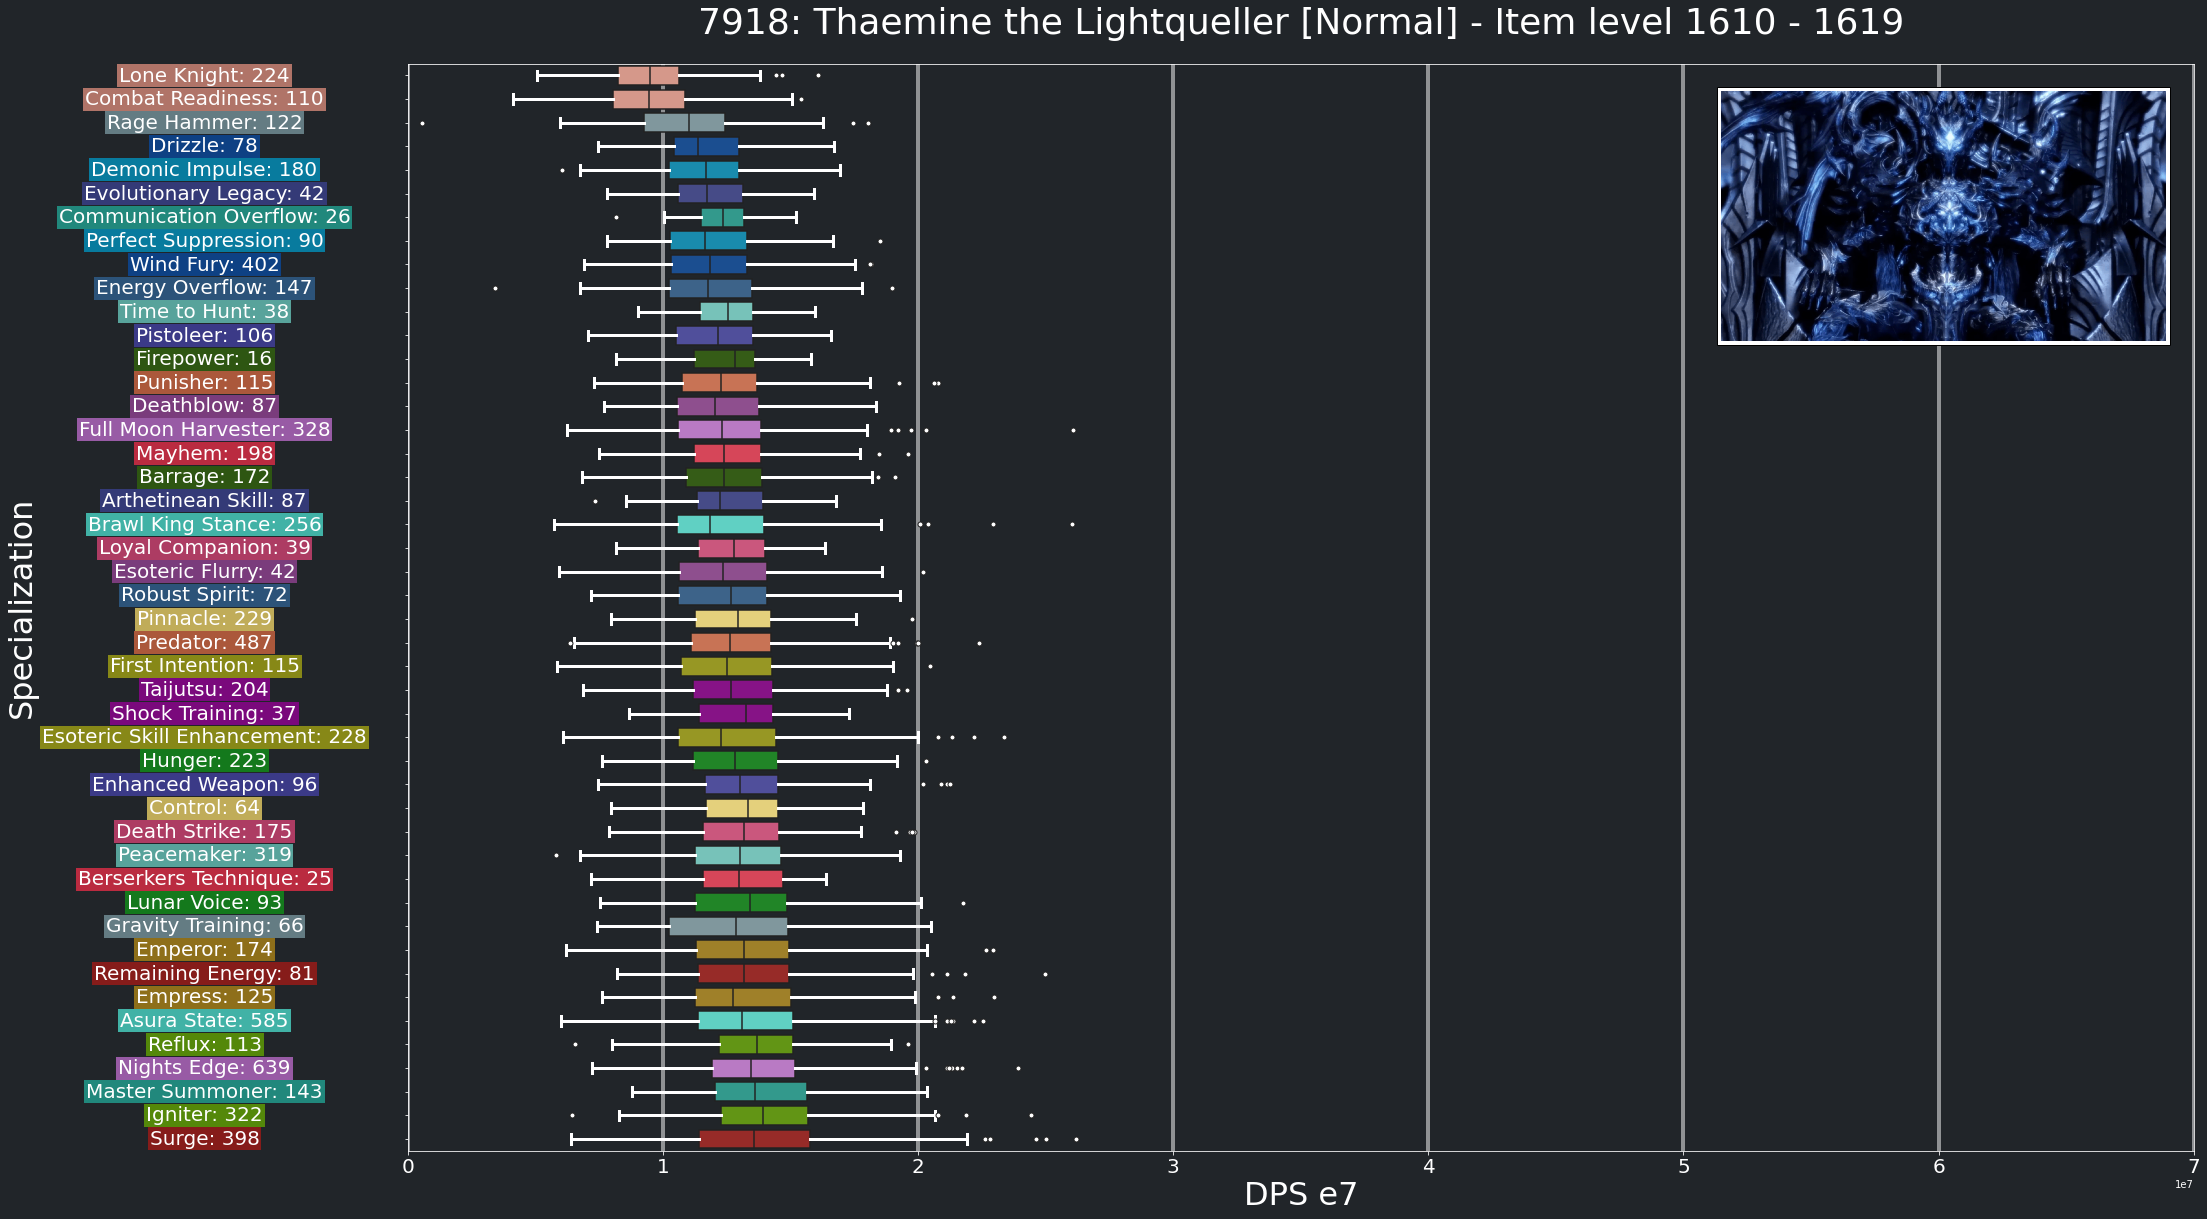 7918: Thaemine the Lightqueller [Normal] - Item level 1610 - 1619
Specialization
Lone Knight: 224
Combat Readiness: 110
Rage Hammer: 122
Drizzle: 78
Demonic Impulse: 180
Evolutionary Legacy: 42
Communication Overflow: 26
Perfect Suppression: 90
Wind Fury: 402
Energy Overflow: 147
Time to Hunt: 38
Pistoleer: 106
Firepower: 16
Punisher: 115
Deathblow: 87
Full Moon Harvester: 328
Mayhem: 198
Barrage: 172
Arthetinean Skill: 87
Brawl King Stance: 256
Loyal Companion: 39
Esoteric Flurry: 42
Robust Spirit: 72
Pinnacle: 229
Predator: 487
First Intention: 115
Taijutsu: 204
Shock Training: 37
Esoteric Skill Enhancement: 228
Hunger: 223
Enhanced Weapon: 96
Control: 64
Death Strike: 175
Peacemaker: 319
Berserkers Technique: 25
Lunar Voice: 93
Gravity Training: 66
Emperor: 174
Remaining Energy: 81
Empress: 125
Asura State: 585
Reflux: 113
Nights Edge: 639
Master Summoner: 143
Igniter: 322
Surge: 398
0 1 2 3 4 5 6 7
1e7
DPS e7